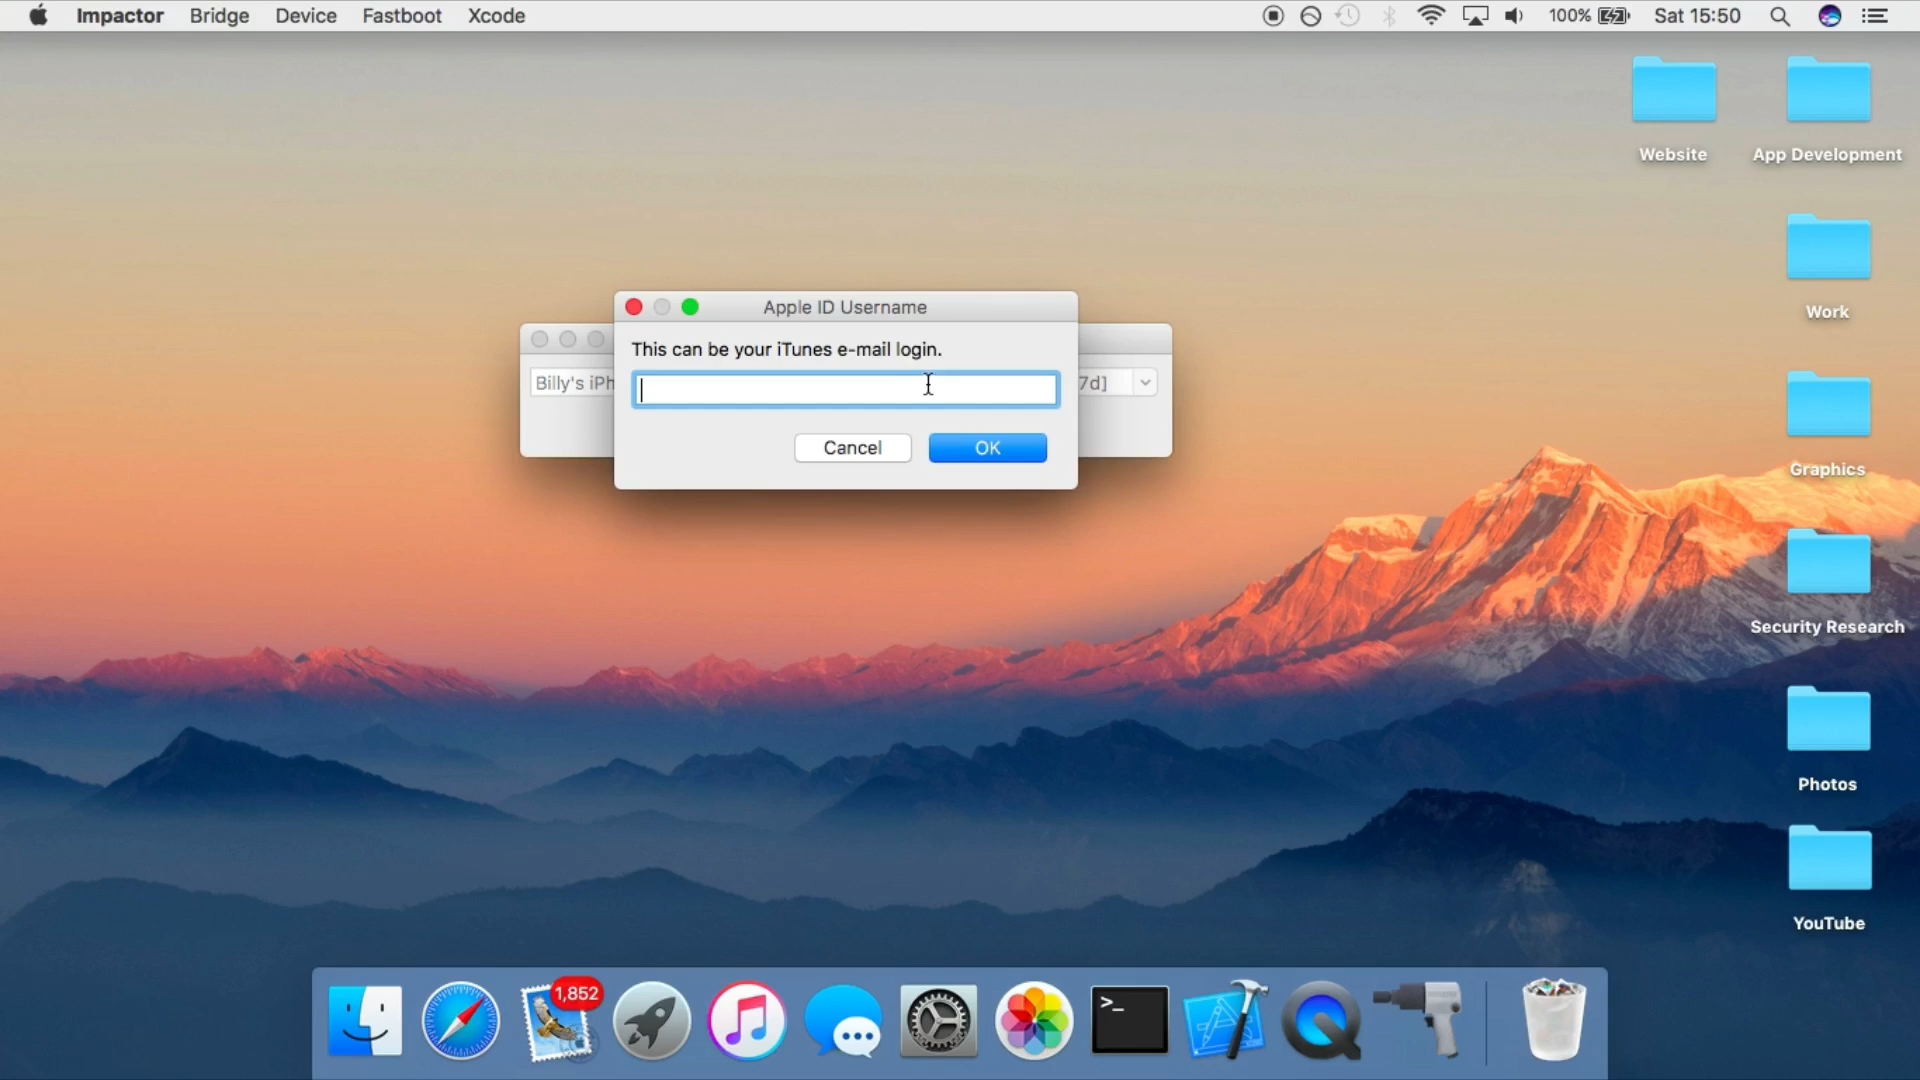 Impactor Bridge Device Fastboot Xcode 100% Sat 15:50
Website App Development
Apple ID Username
This can be your iTunes e-mail login.
Billy's iPh 7d]
Cancel OK
Work
Graphics
Security Research
Photos
YouTube
1,852
>_